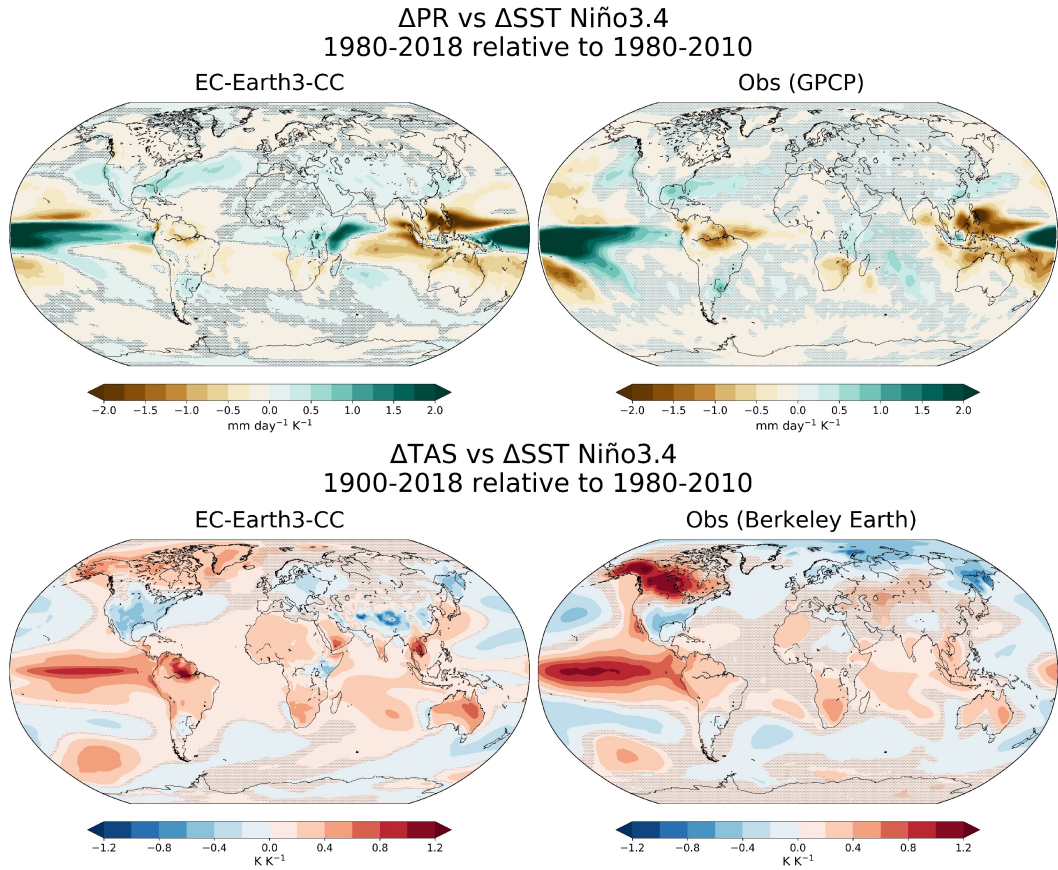 ΔPR vs ΔSST Niño3.4
1980-2018 relative to 1980-2010
EC-Earth3-CC
Obs (GPCP)
−2.0 −1.5 −1.0 −0.5 0.0 0.5 1.0 1.5 2.0
mm day⁻¹ K⁻¹
−2.0 −1.5 −1.0 −0.5 0.0 0.5 1.0 1.5 2.0
mm day⁻¹ K⁻¹
ΔTAS vs ΔSST Niño3.4
1900-2018 relative to 1980-2010
EC-Earth3-CC
Obs (Berkeley Earth)
−1.2 −0.8 −0.4 0.0 0.4 0.8 1.2
K K⁻¹
−1.2 −0.8 −0.4 0.0 0.4 0.8 1.2
K K⁻¹